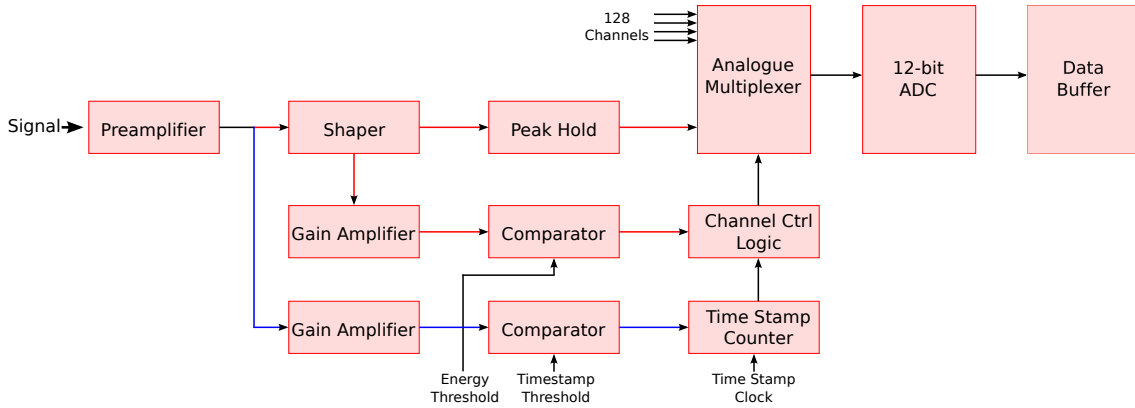 128
Channels
Analogue
Multiplexer
12-bit
ADC
Data
Buffer
Signal
Preamplifier
Shaper
Peak Hold
Gain Amplifier
Comparator
Channel Ctrl
Logic
Gain Amplifier
Comparator
Time Stamp
Counter
Energy
Threshold
Timestamp
Threshold
Time Stamp
Clock